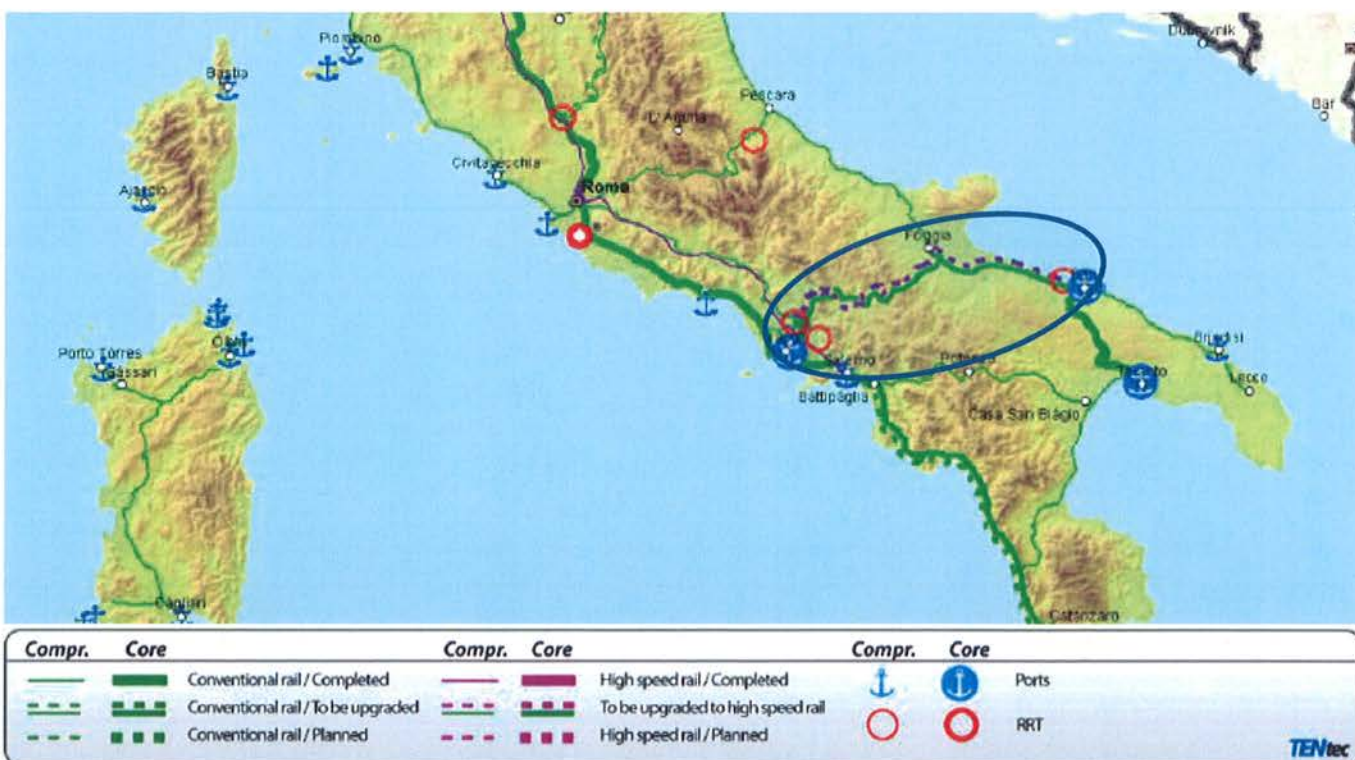 Dubrovnik
Piombino
Bastia
Pescara
Bar
L'Aquila
Civitavecchia
Ajaccio
Roma
Foggia
Porto Torres
Olbia
Sassari
Salerno
Potenza
Brindisi
Taranto
Lecce
Battipaglia
Casa San Biagio
Cagliari
Catanzaro
Compr. Core Compr. Core Compr. Core
Conventional rail / Completed High speed rail / Completed Ports
Conventional rail / To be upgraded To be upgraded to high speed rail RRT
Conventional rail / Planned High speed rail / Planned
TENtec